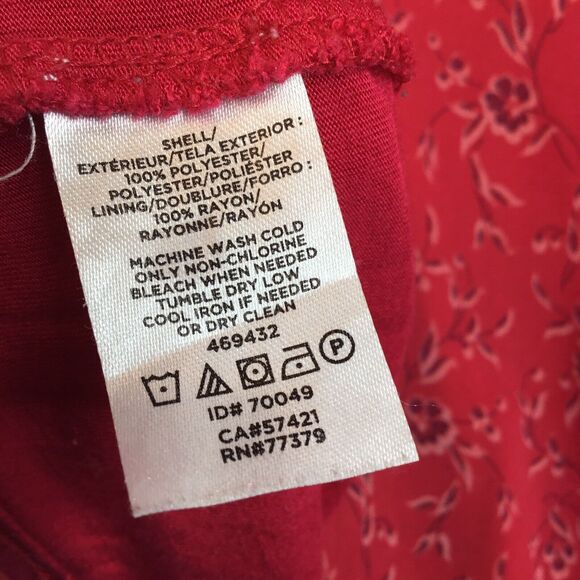 SHELL/
EXTÉRIEUR/TELA EXTERIOR :
100% POLYESTER/
POLYESTER/POLIÉSTER
LINING/DOUBLURE/FORRO :
100% RAYON/
RAYONNE/RAYÓN
MACHINE WASH COLD
ONLY NON-CHLORINE
BLEACH WHEN NEEDED
TUMBLE DRY LOW
COOL IRON IF NEEDED
OR DRY CLEAN
469432
P
ID# 70049
CA#57421
RN#77379